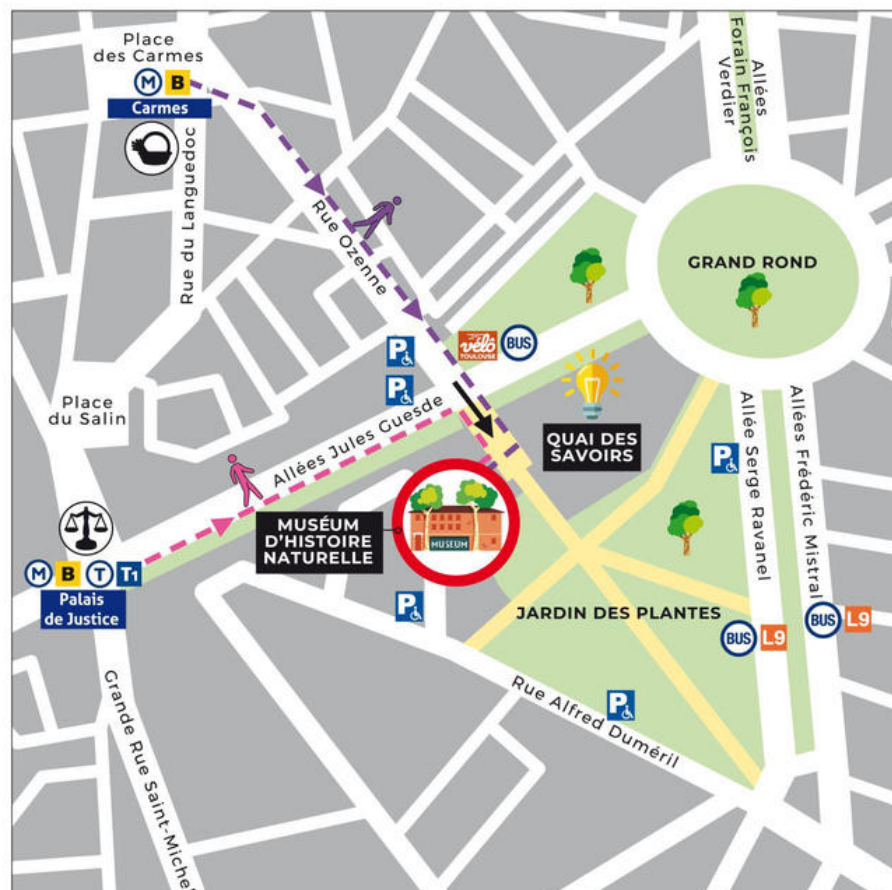 Place
des Carmes
M B
Carmes
Rue du Languedoc
Rue Ozenne
Allées
Forain François
Verdier
GRAND ROND
P
P
vélô
TOULOUSE
BUS
Place
du Salin
Allées Jules Guesde
QUAI DES
SAVOIRS
P
Allée Serge Ravanel
Allées Frédéric Mistral
MUSÉUM
D'HISTOIRE
NATURELLE
MUSEUM
M B T T1
Palais
de Justice
P
JARDIN DES PLANTES
BUS L9
BUS L9
P
Rue Alfred Duméril
Grande Rue Saint-Michel